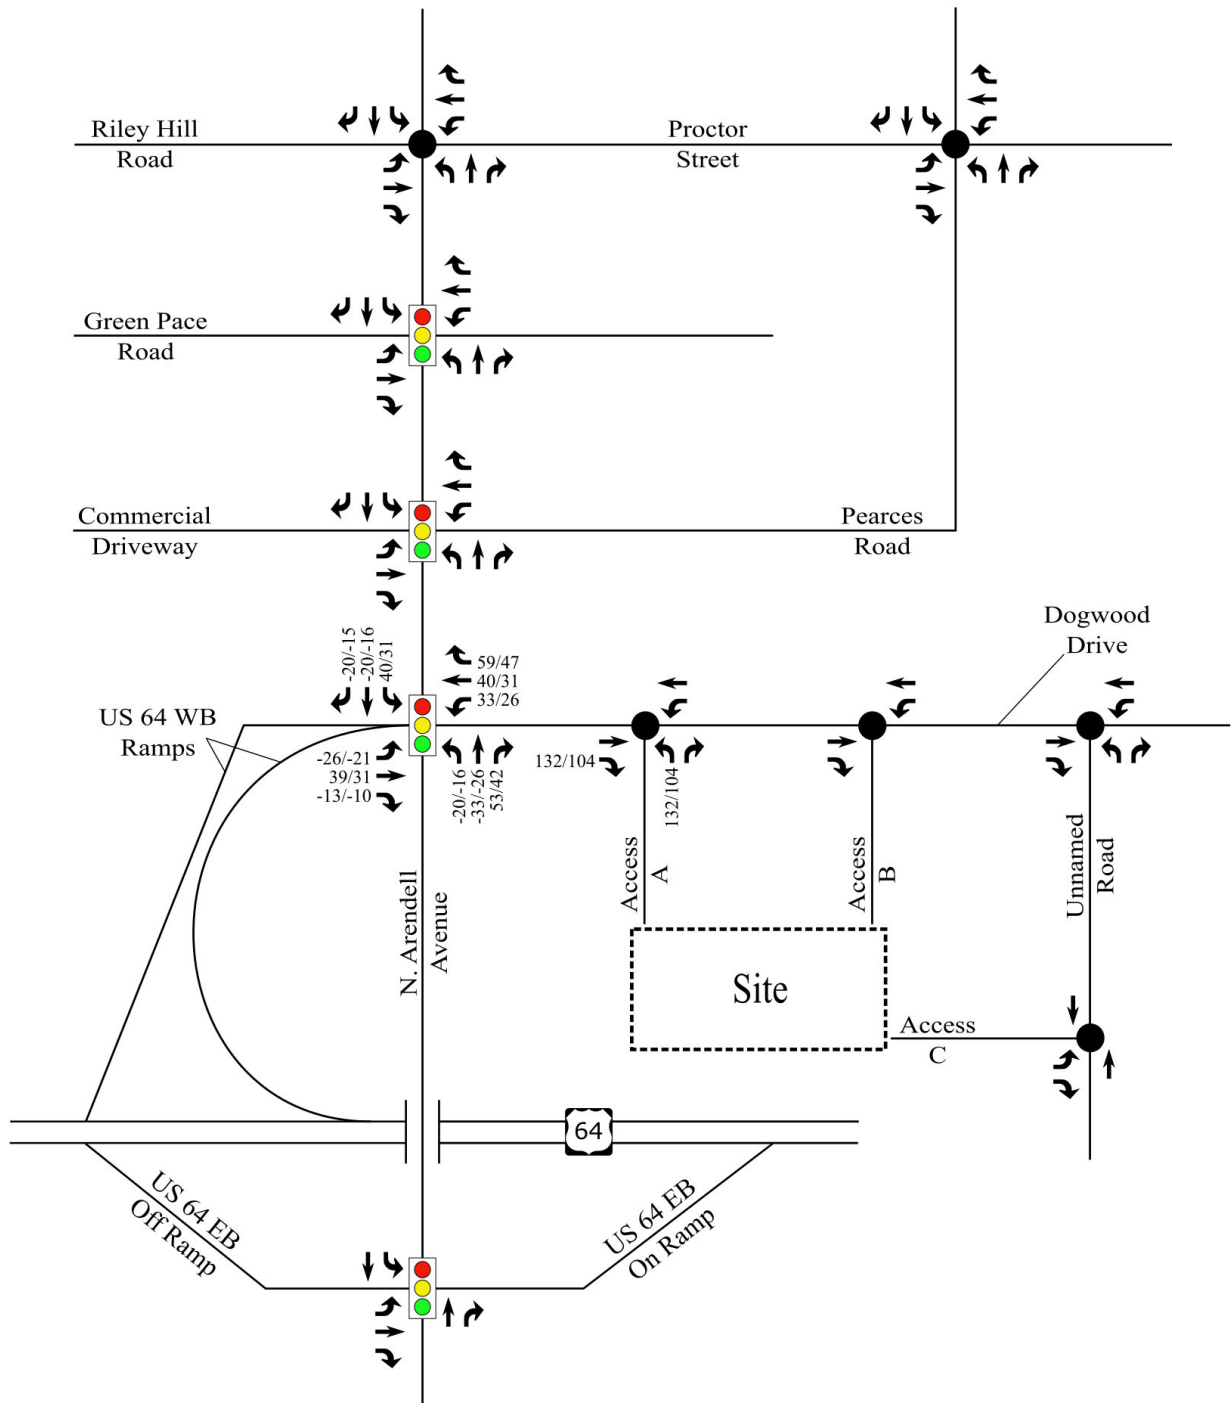 Riley Hill
Road
Proctor
Street
Green Pace
Road
Commercial
Driveway
Pearces
Road
Dogwood
Drive
-20/-15
-20/-16
40/31
59/47
40/31
33/26
US 64 WB
Ramps
-26/-21
39/31
-13/-10
-20/-16
-33/-26
53/42
132/104
132/104
Access
A
Access
B
Unnamed
Road
N. Arendell
Avenue
Site
Access
C
64
US 64 EB
Off Ramp
US 64 EB
On Ramp